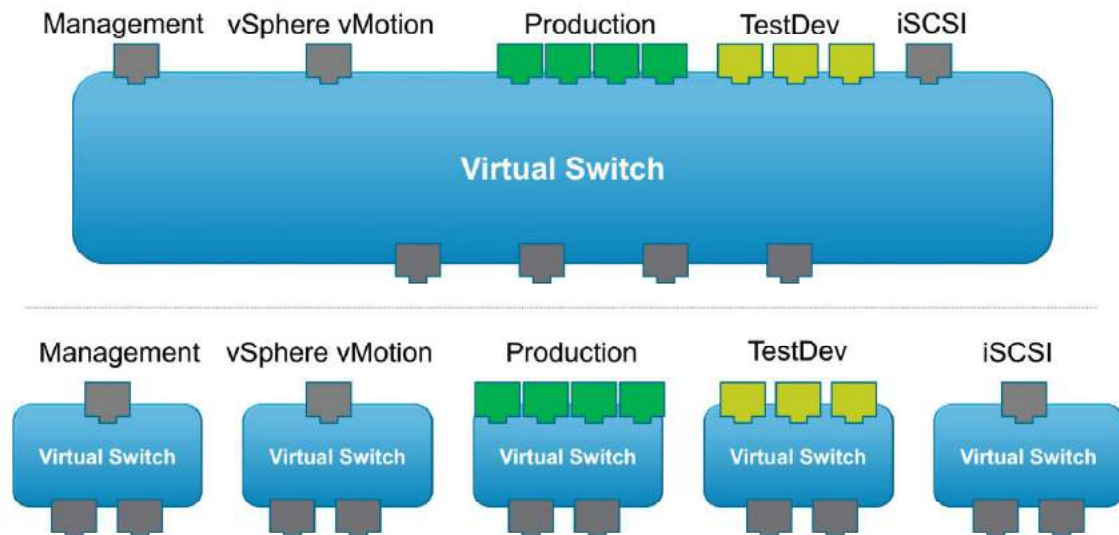 Management vSphere vMotion Production TestDev iSCSI
Virtual Switch
Management vSphere vMotion Production TestDev iSCSI
Virtual Switch Virtual Switch Virtual Switch Virtual Switch Virtual Switch